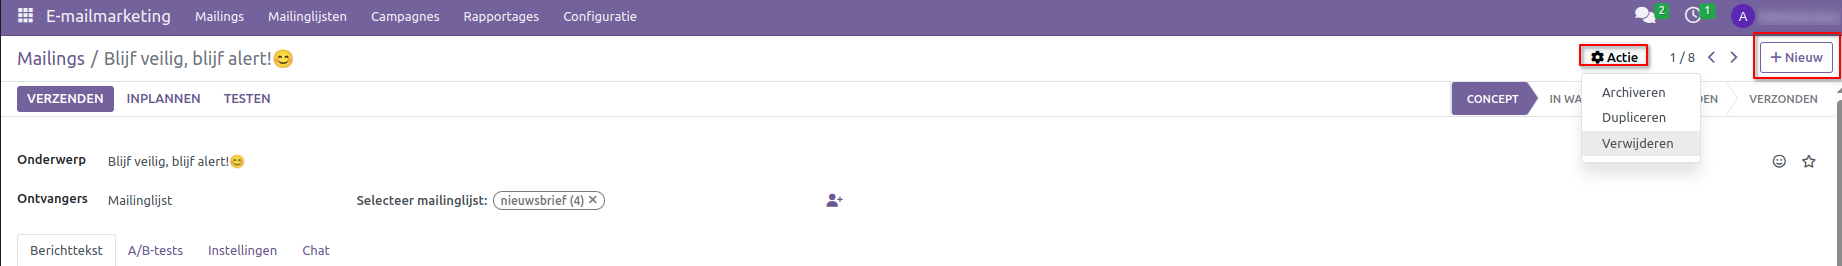 E-mailmarketing Mailings Mailinglijsten Campagnes Rapportages Configuratie 2 1 A
Mailings / Blijf veilig, blijf alert!😊 Actie 1 / 8 + Nieuw
VERZENDEN INPLANNEN TESTEN CONCEPT IN WA DEN VERZONDEN
Archiveren
Dupliceren
Verwijderen
Onderwerp Blijf veilig, blijf alert!😊
Ontvangers Mailinglijst Selecteer mailinglijst: nieuwsbrief (4) ×
Berichttekst A/B-tests Instellingen Chat